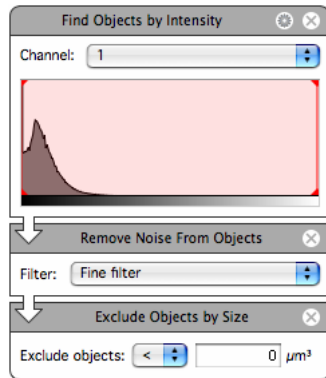 Find Objects by Intensity
Channel: 1
Remove Noise From Objects
Filter: Fine filter
Exclude Objects by Size
Exclude objects: < 0 µm³